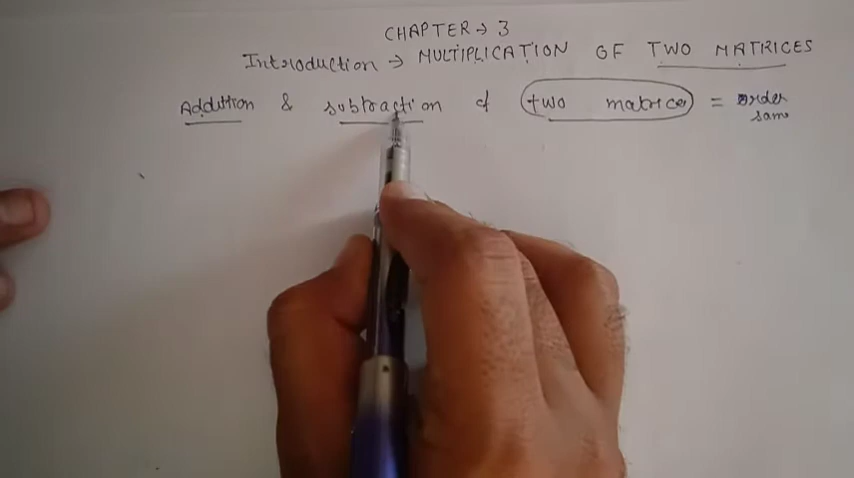 CHAPTER → 3
Introduction → MULTIPLICATION OF TWO MATRICES
Addition & subtraction of two matrices = order
same